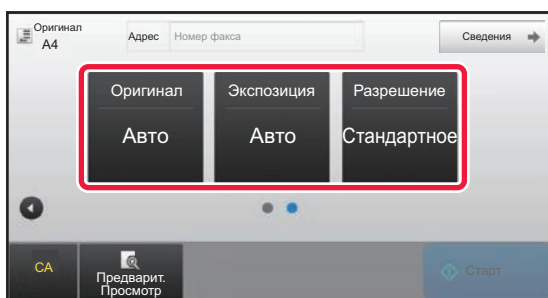 Оригинал
A4
Адрес
Номер факса
Сведения
Оригинал
Экспозиция
Разрешение
Авто
Авто
Стандартное
CA
Предварит.
Просмотр
Старт